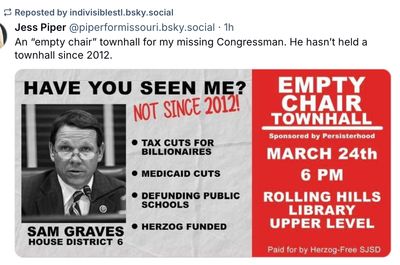 Reposted by indivisiblestl.bsky.social
Jess Piper @piperformissouri.bsky.social · 1h
An “empty chair” townhall for my missing Congressman. He hasn't held a
townhall since 2012.
HAVE YOU SEEN ME?
NOT SINCE 2012!
• TAX CUTS FOR
BILLIONAIRES
• MEDICAID CUTS
• DEFUNDING PUBLIC
SCHOOLS
• HERZOG FUNDED
SAM GRAVES
HOUSE DISTRICT 6
EMPTY
CHAIR
TOWNHALL
Sponsored by Persisterhood
MARCH 24th
6 PM
ROLLING HILLS
LIBRARY
UPPER LEVEL
Paid for by Herzog-Free SJSD